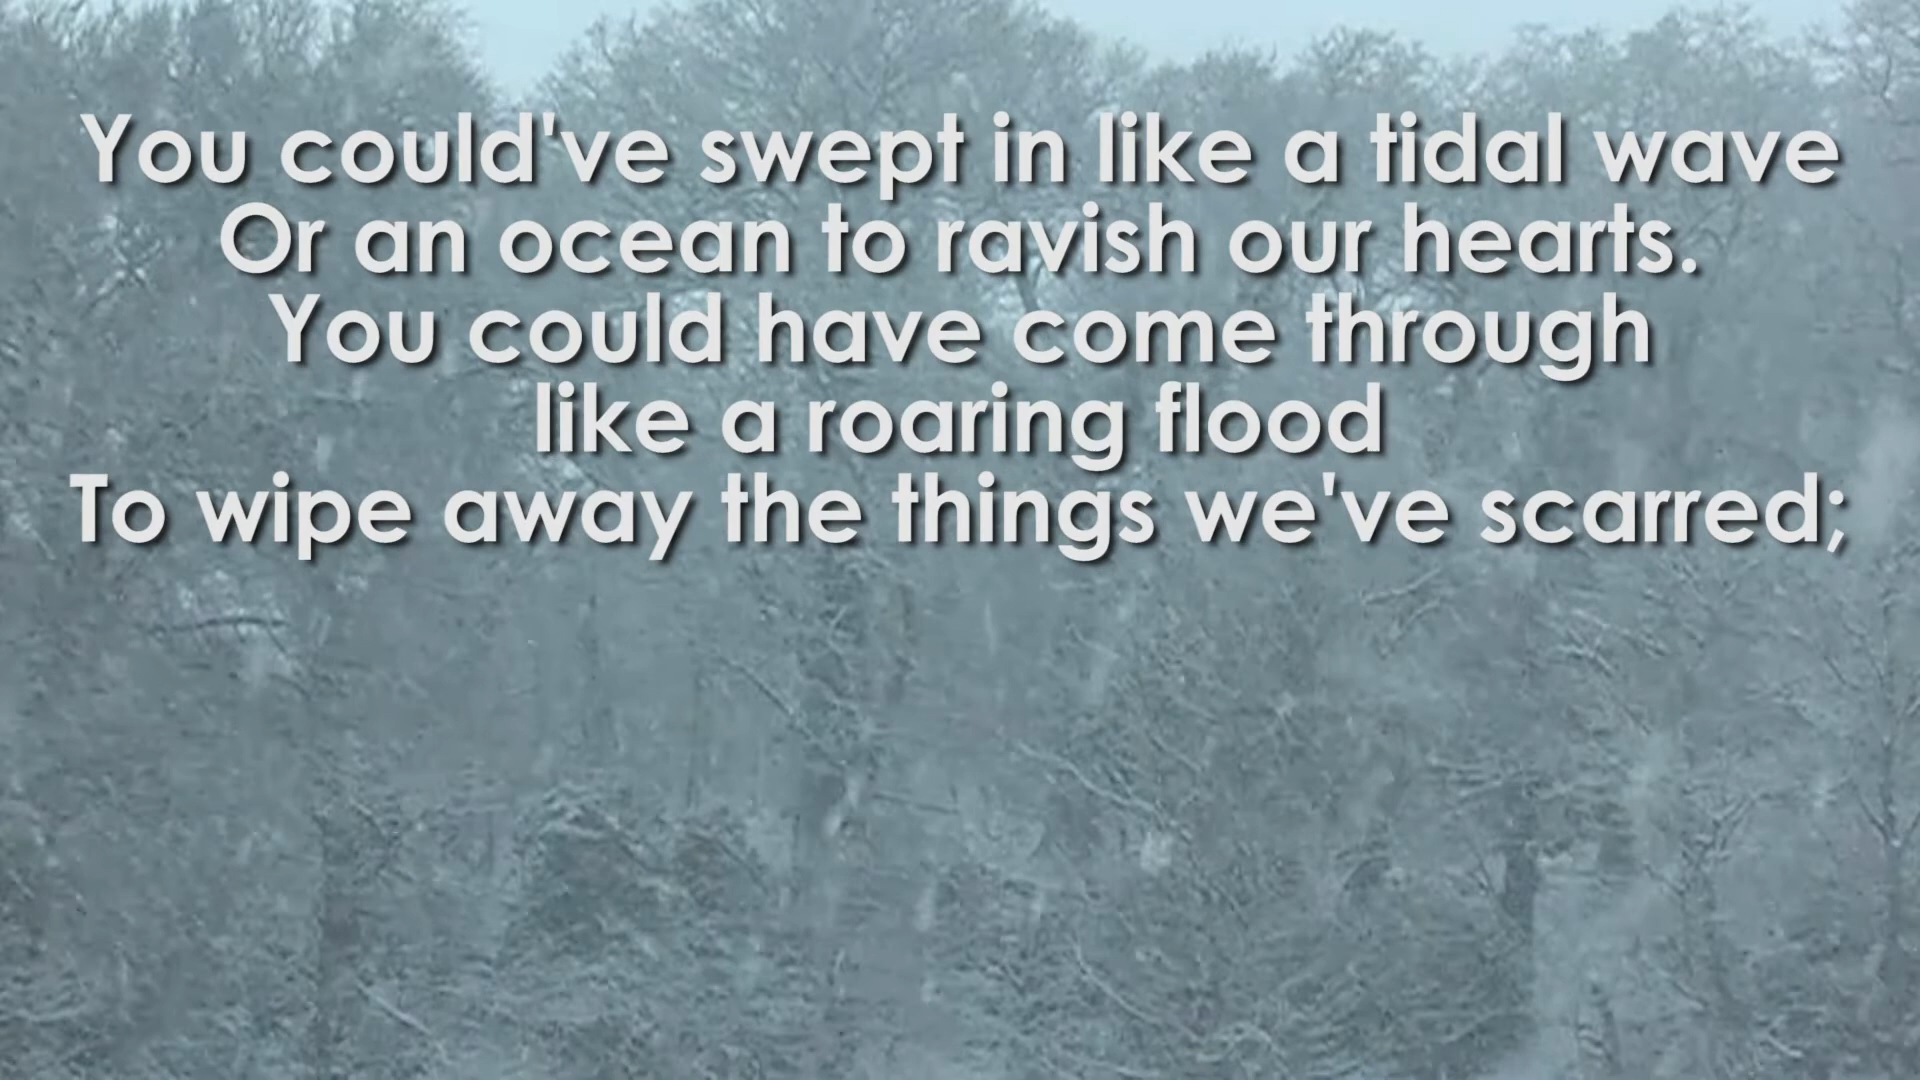 You could've swept in like a tidal wave
Or an ocean to ravish our hearts.
You could have come through
like a roaring flood
To wipe away the things we've scarred;